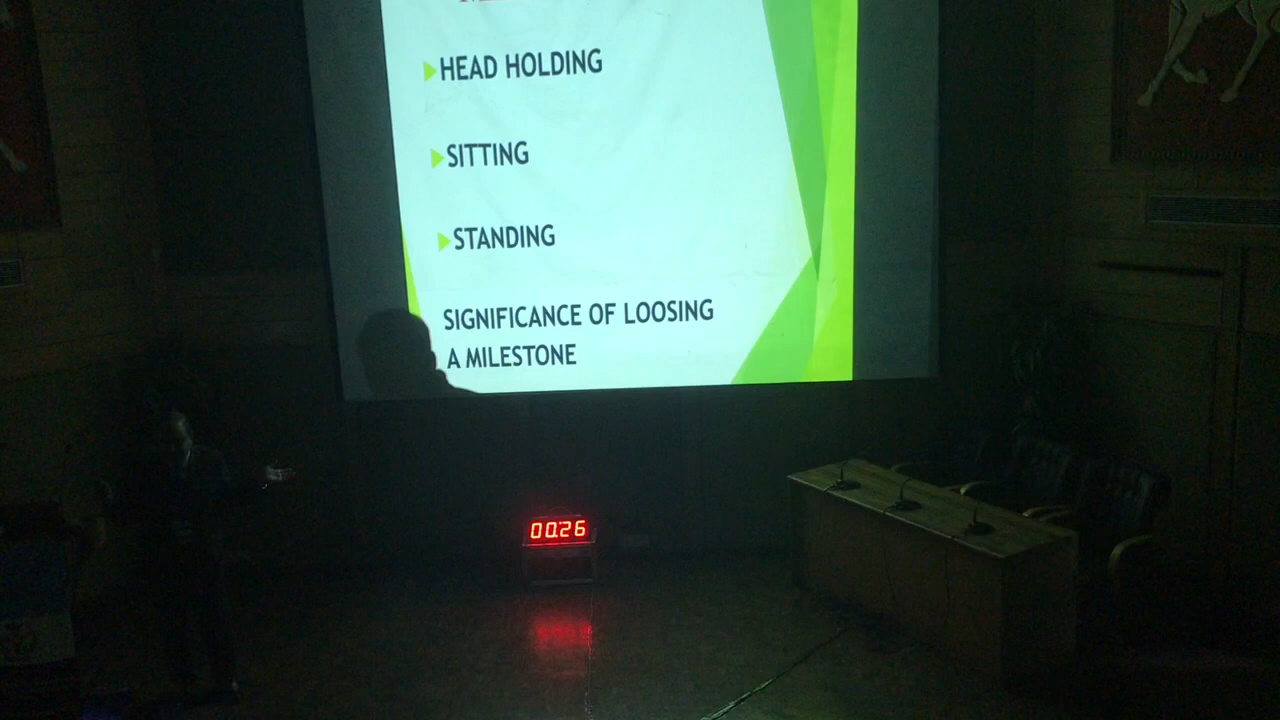 HEAD HOLDING
SITTING
STANDING
SIGNIFICANCE OF LOOSING
A MILESTONE
00:26